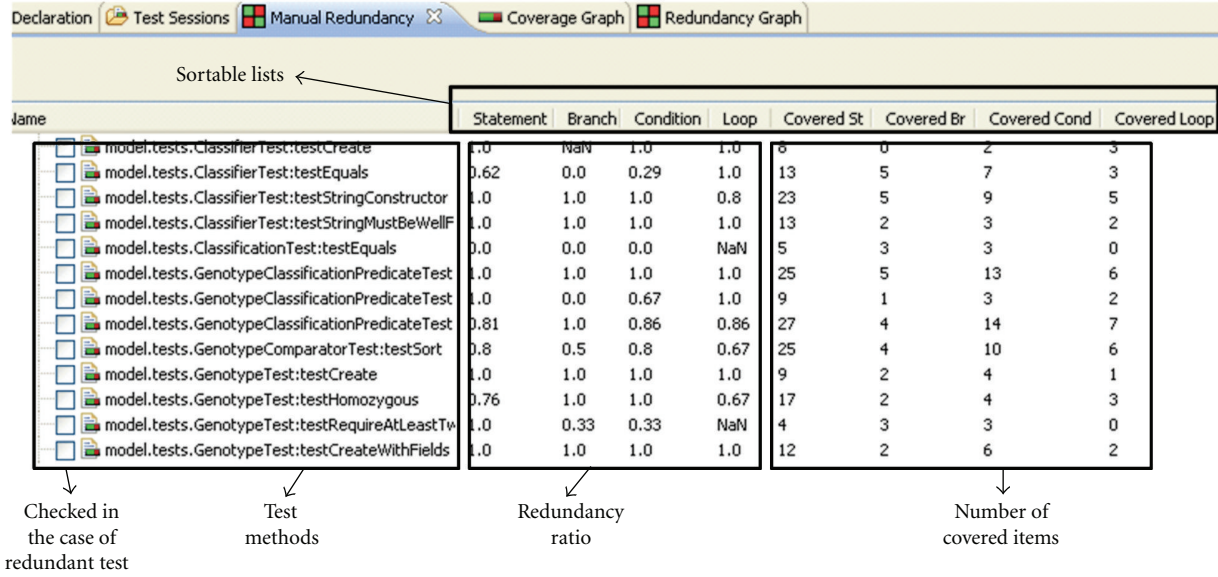 Declaration Test Sessions Manual Redundancy Coverage Graph Redundancy Graph
Sortable lists
Name Statement Branch Condition Loop Covered St Covered Br Covered Cond Covered Loop
model.tests.ClassifierTest:testCreate 1.0 NaN 1.0 1.0 8 0 2 3
model.tests.ClassifierTest:testEquals 0.62 0.0 0.29 1.0 13 5 7 3
model.tests.ClassifierTest:testStringConstructor 1.0 1.0 1.0 0.8 23 5 9 5
model.tests.ClassifierTest:testStringMustBeWellF 1.0 1.0 1.0 1.0 13 2 3 2
model.tests.ClassificationTest:testEquals 0.0 0.0 0.0 NaN 5 3 3 0
model.tests.GenotypeClassificationPredicateTest 1.0 1.0 1.0 1.0 25 5 13 6
model.tests.GenotypeClassificationPredicateTest 1.0 0.0 0.67 1.0 9 1 3 2
model.tests.GenotypeClassificationPredicateTest 0.81 1.0 0.86 0.86 27 4 14 7
model.tests.GenotypeComparatorTest:testSort 0.8 0.5 0.8 0.67 25 4 10 6
model.tests.GenotypeTest:testCreate 1.0 1.0 1.0 1.0 9 2 4 1
model.tests.GenotypeTest:testHomozygous 0.76 1.0 1.0 0.67 17 2 4 3
model.tests.GenotypeTest:testRequireAtLeastTw 1.0 0.33 0.33 NaN 4 3 3 0
model.tests.GenotypeTest:testCreateWithFields 1.0 1.0 1.0 1.0 12 2 6 2
Checked in
the case of
redundant test
Test
methods
Redundancy
ratio
Number of
covered items